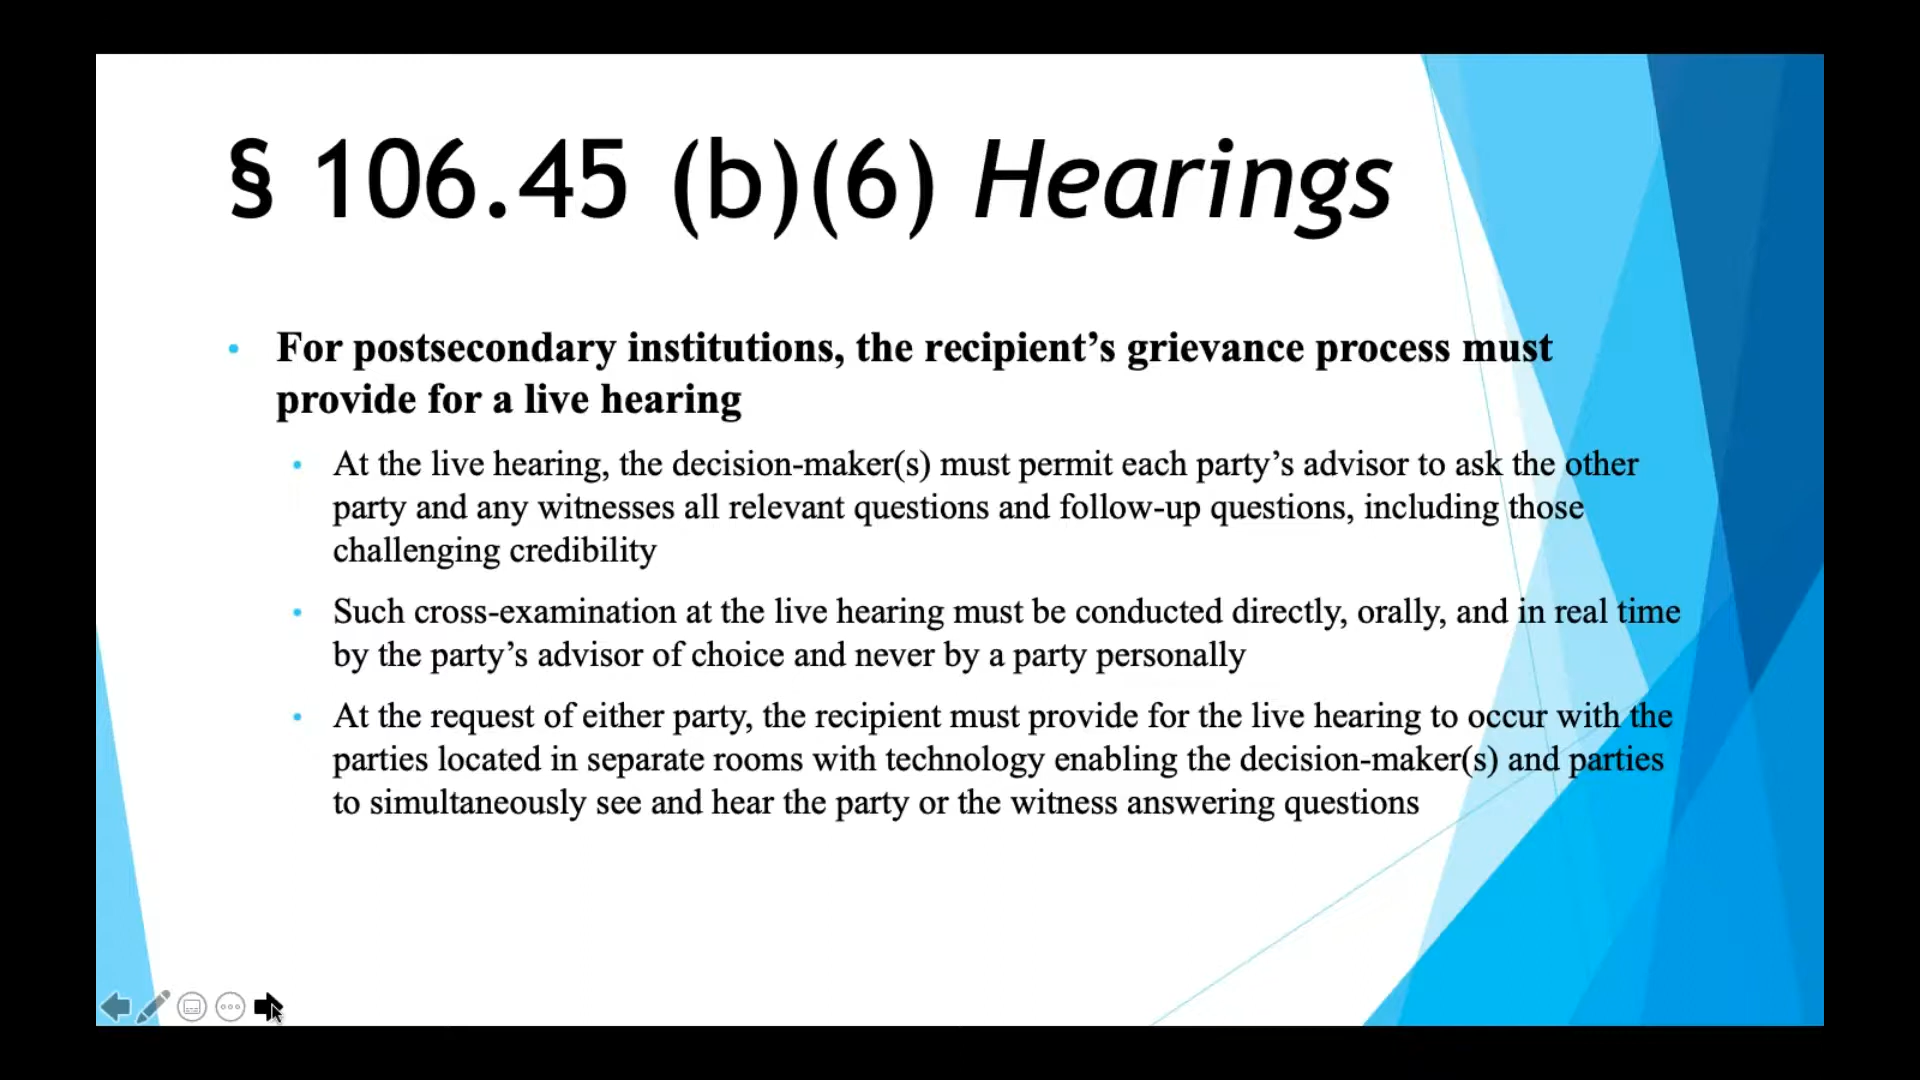 § 106.45 (b)(6) Hearings
• For postsecondary institutions, the recipient’s grievance process must
provide for a live hearing
• At the live hearing, the decision-maker(s) must permit each party’s advisor to ask the other
party and any witnesses all relevant questions and follow-up questions, including those
challenging credibility
• Such cross-examination at the live hearing must be conducted directly, orally, and in real time
by the party’s advisor of choice and never by a party personally
• At the request of either party, the recipient must provide for the live hearing to occur with the
parties located in separate rooms with technology enabling the decision-maker(s) and parties
to simultaneously see and hear the party or the witness answering questions